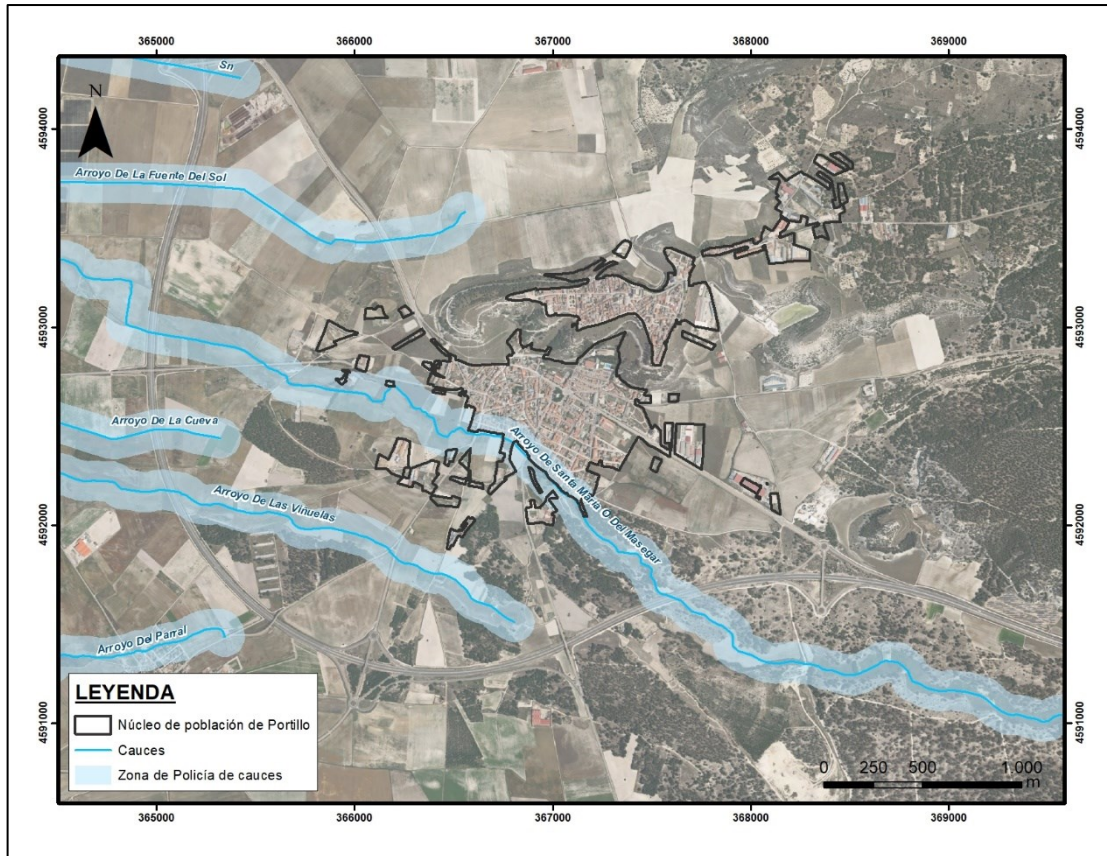 365000 366000 367000 368000 369000
Sn
N
4594000 4594000
Arroyo De La Fuente Del Sol
4593000 4593000
Arroyo De La Cueva
Arroyo De Santa María O Del Masegar
Arroyo De Las Vinuelas
4592000 4592000
Arroyo Del Parral
LEYENDA
Núcleo de población de Portillo
Cauces
Zona de Policía de cauces
4591000 4591000
0 250 500 1.000
m
365000 366000 367000 368000 369000